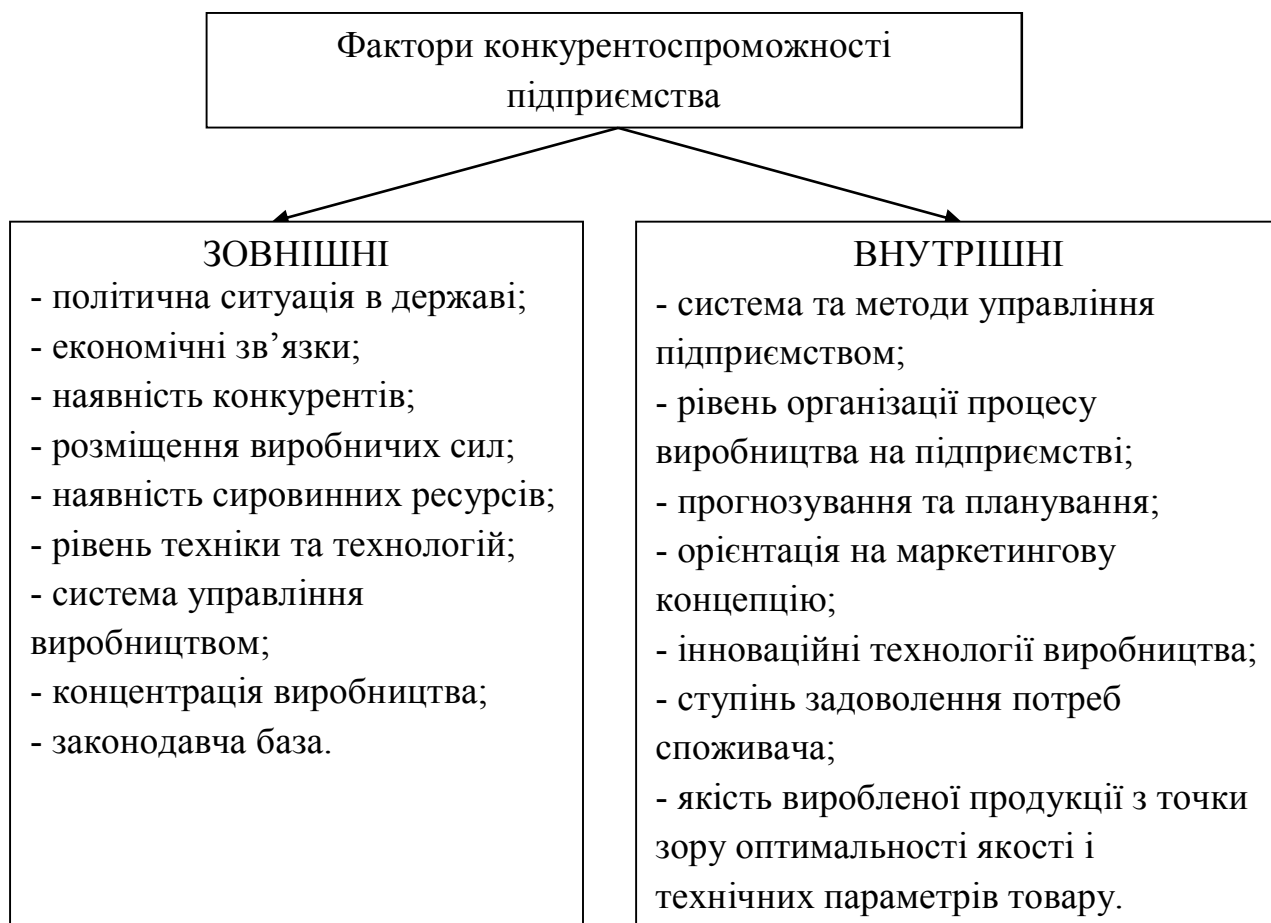 Фактори конкурентоспроможності
підприємства
ЗОВНІШНІ
- політична ситуація в державі;
- економічні зв’язки;
- наявність конкурентів;
- розміщення виробничих сил;
- наявність сировинних ресурсів;
- рівень техніки та технологій;
- система управління
виробництвом;
- концентрація виробництва;
- законодавча база.
ВНУТРІШНІ
- система та методи управління
підприємством;
- рівень організації процесу
виробництва на підприємстві;
- прогнозування та планування;
- орієнтація на маркетингову
концепцію;
- інноваційні технології виробництва;
- ступінь задоволення потреб
споживача;
- якість виробленої продукції з точки
зору оптимальності якості і
технічних параметрів товару.